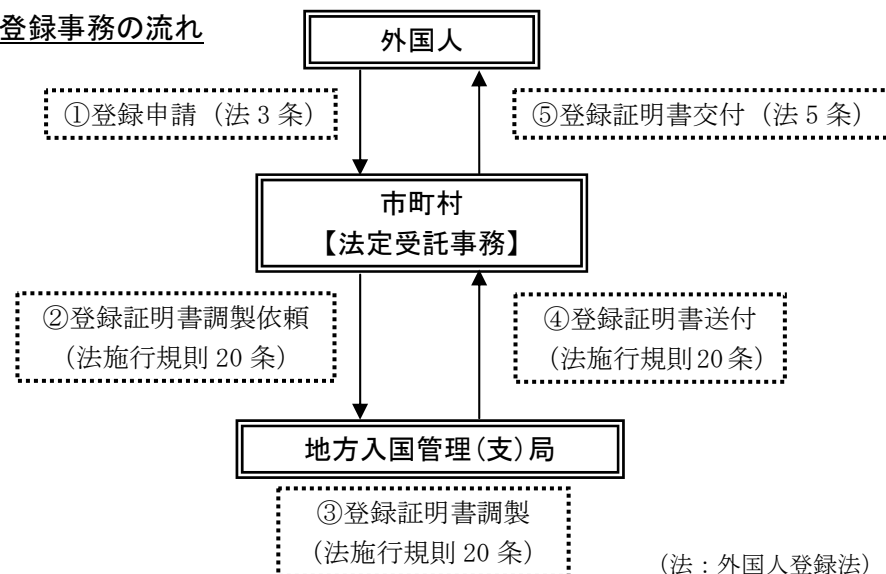 登録事務の流れ
外国人
①登録申請（法3条）
⑤登録証明書交付（法5条）
市町村
【法定受託事務】
②登録証明書調製依頼
（法施行規則20条）
④登録証明書送付
（法施行規則20条）
地方入国管理(支)局
③登録証明書調製
（法施行規則20条）
（法：外国人登録法）